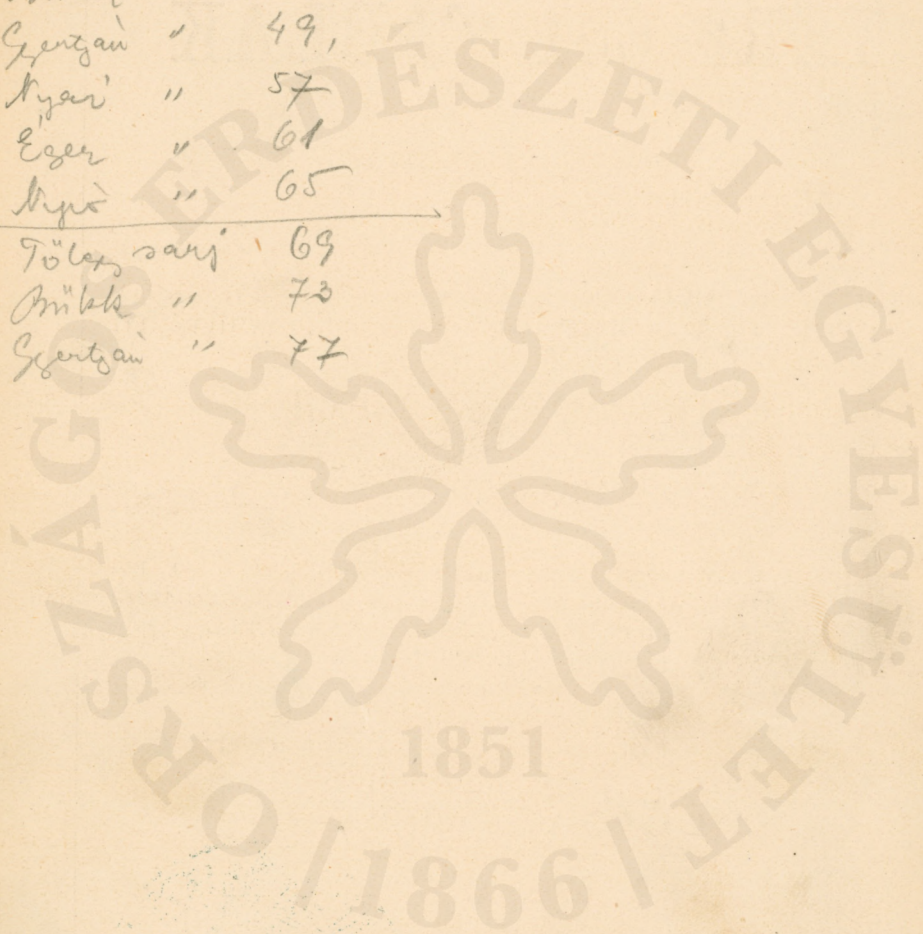 Gyertyán " 49,
Nyár " 57
Éger " 61
Nyír " 65
Tölgy sarj 69
Bükk " 73
Gyertyán " 77
ORSZÁGOS ERDÉSZETI EGYESÜLET
1851
|1866|